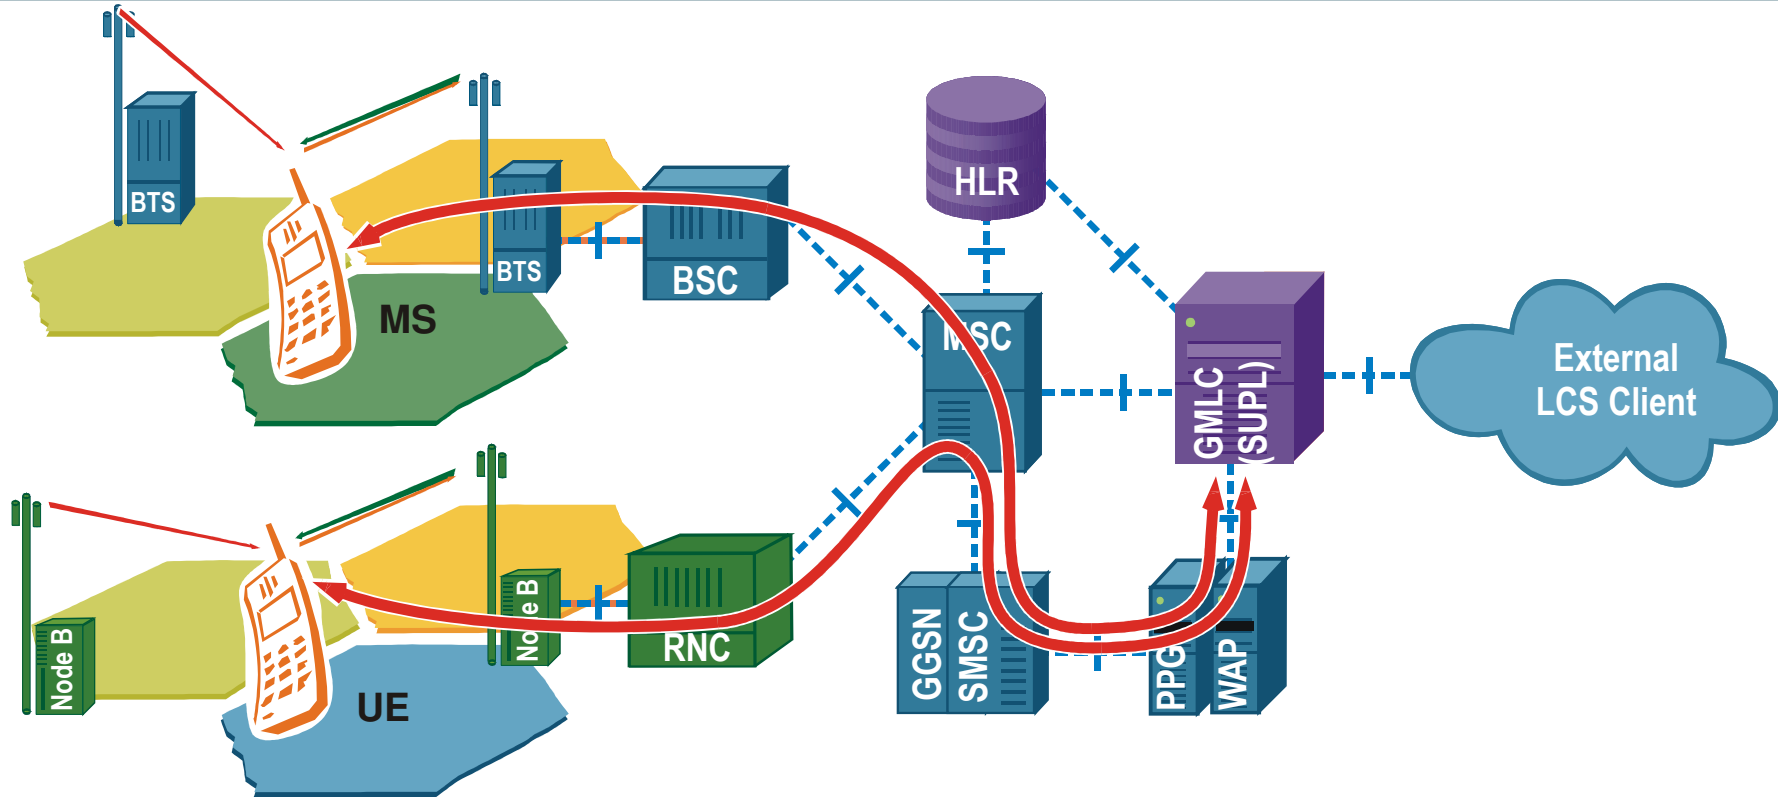 BTS
BTS
BSC
MS
HLR
MSC
GMLC
(SUPL)
External
LCS Client
Node B
Node B
RNC
UE
GGSN
SMSC
PPG
WAP